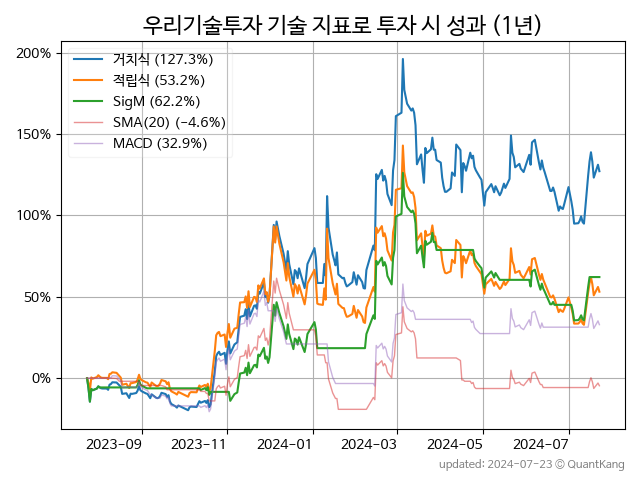 우리기술투자 기술 지표로 투자 시 성과 (1년)
거치식 (127.3%)
적립식 (53.2%)
SigM (62.2%)
SMA(20) (-4.6%)
MACD (32.9%)
200%
150%
100%
50%
0%
2023-09 2023-11 2024-01 2024-03 2024-05 2024-07
updated: 2024-07-23 © QuantKang